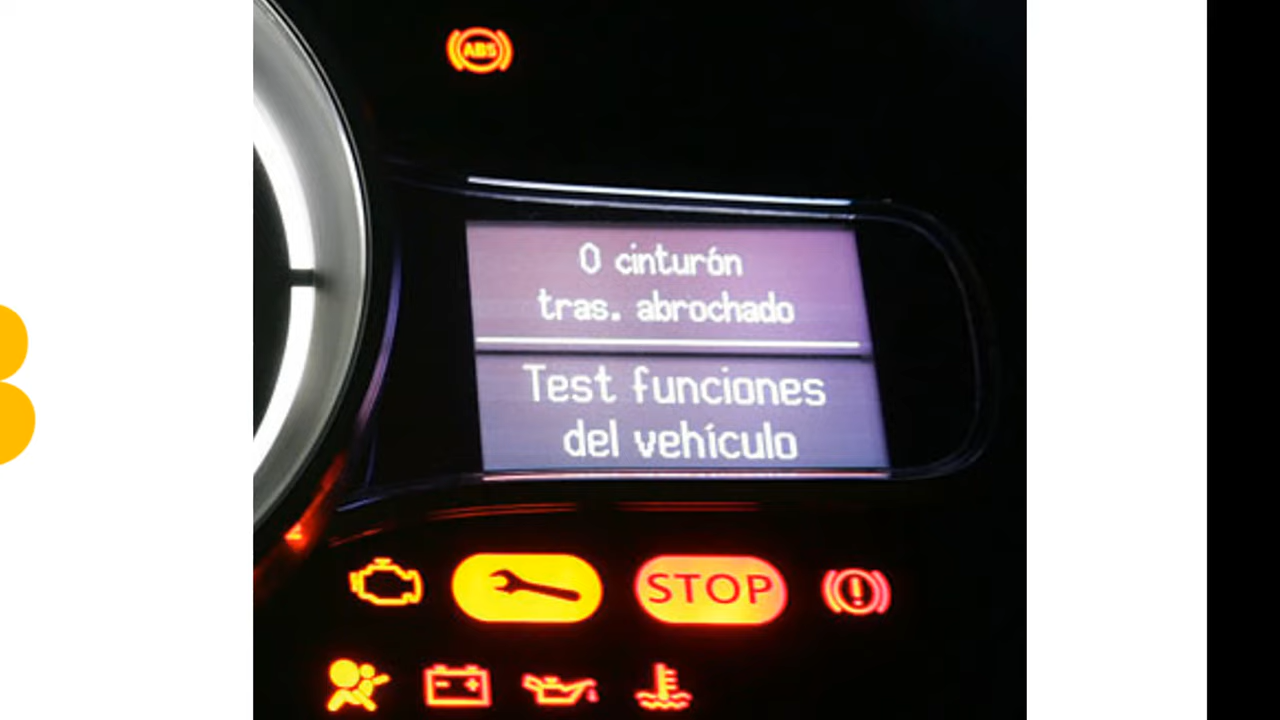 ABS
0 cinturón
tras. abrochado
Test funciones
del vehículo
STOP